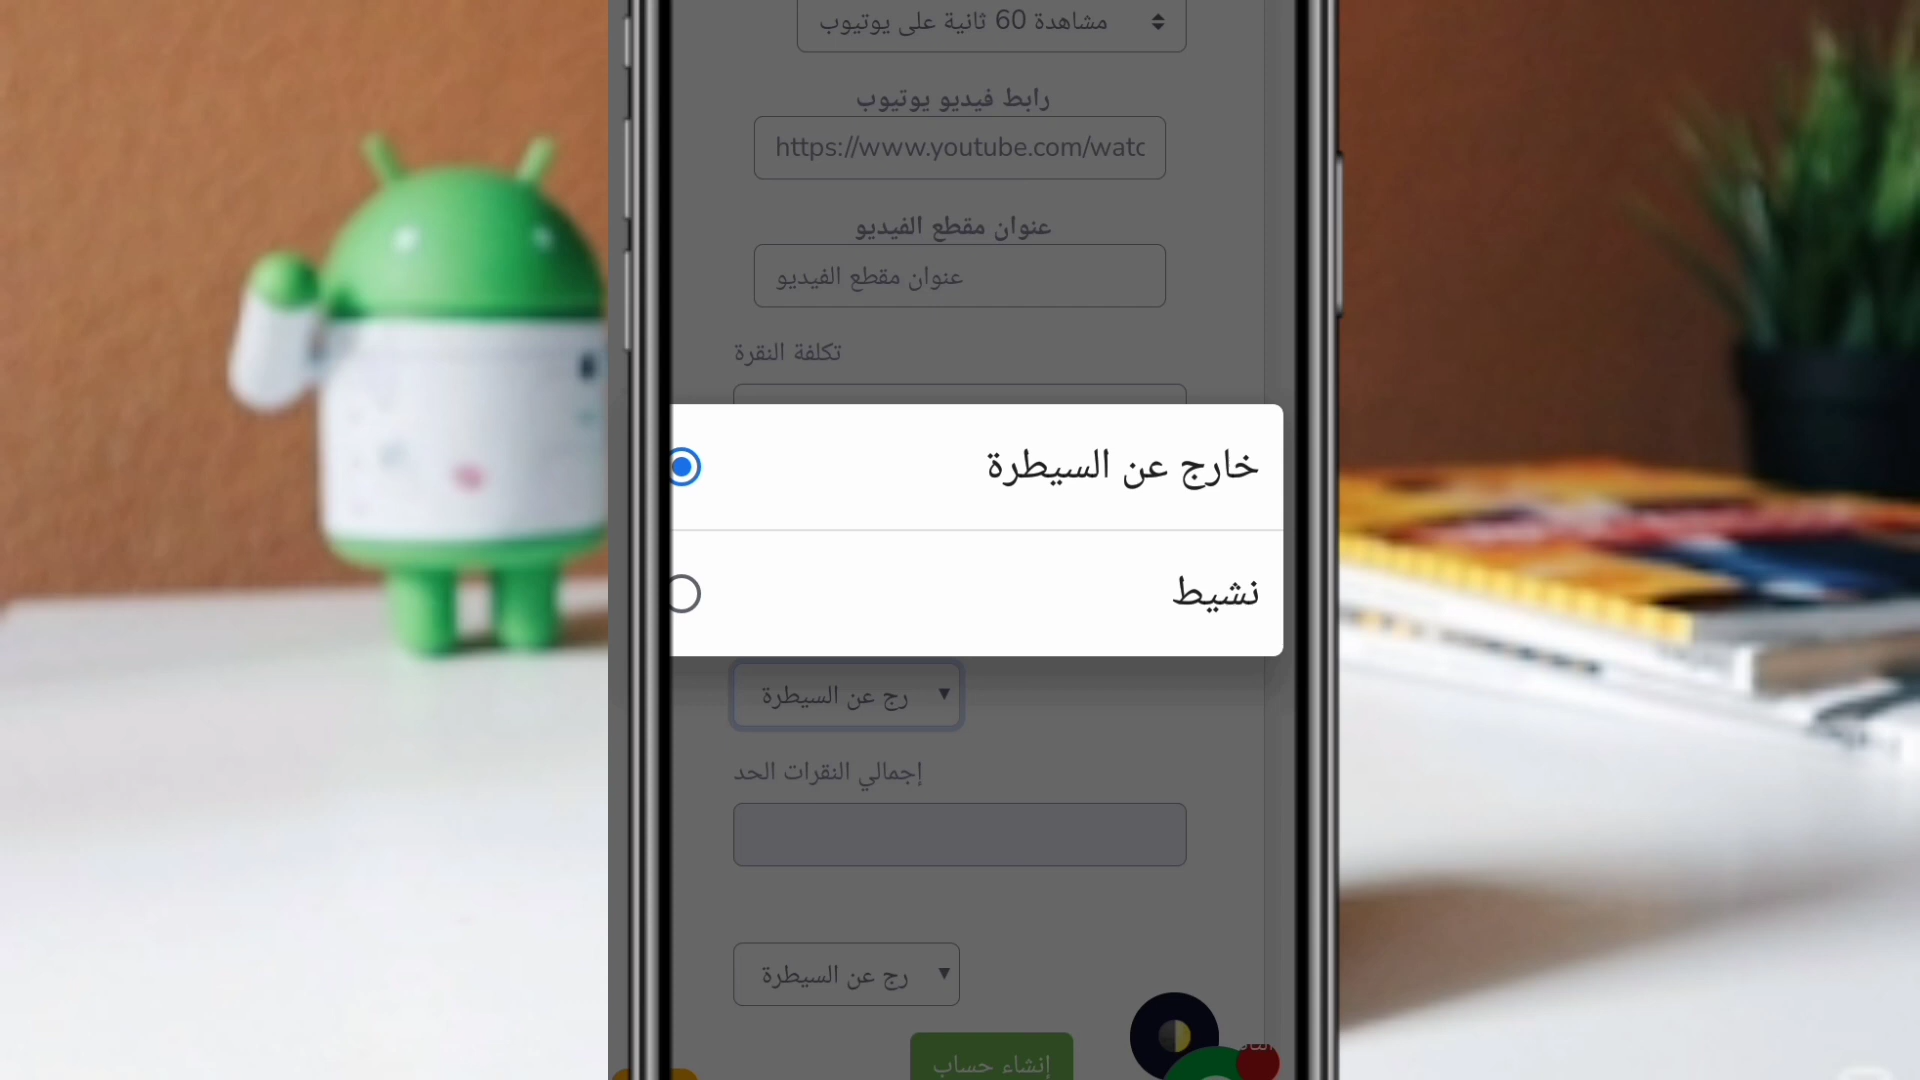 مشاهدة 60 ثانية على يوتيوب
رابط فيديو يوتيوب
https://www.youtube.com/watc
عنوان مقطع الفيديو
عنوان مقطع الفيديو
تكلفة النقرة
خارج عن السيطرة
نشيط
رج عن السيطرة
إجمالي النقرات الحد
رج عن السيطرة
إنشاء حساب